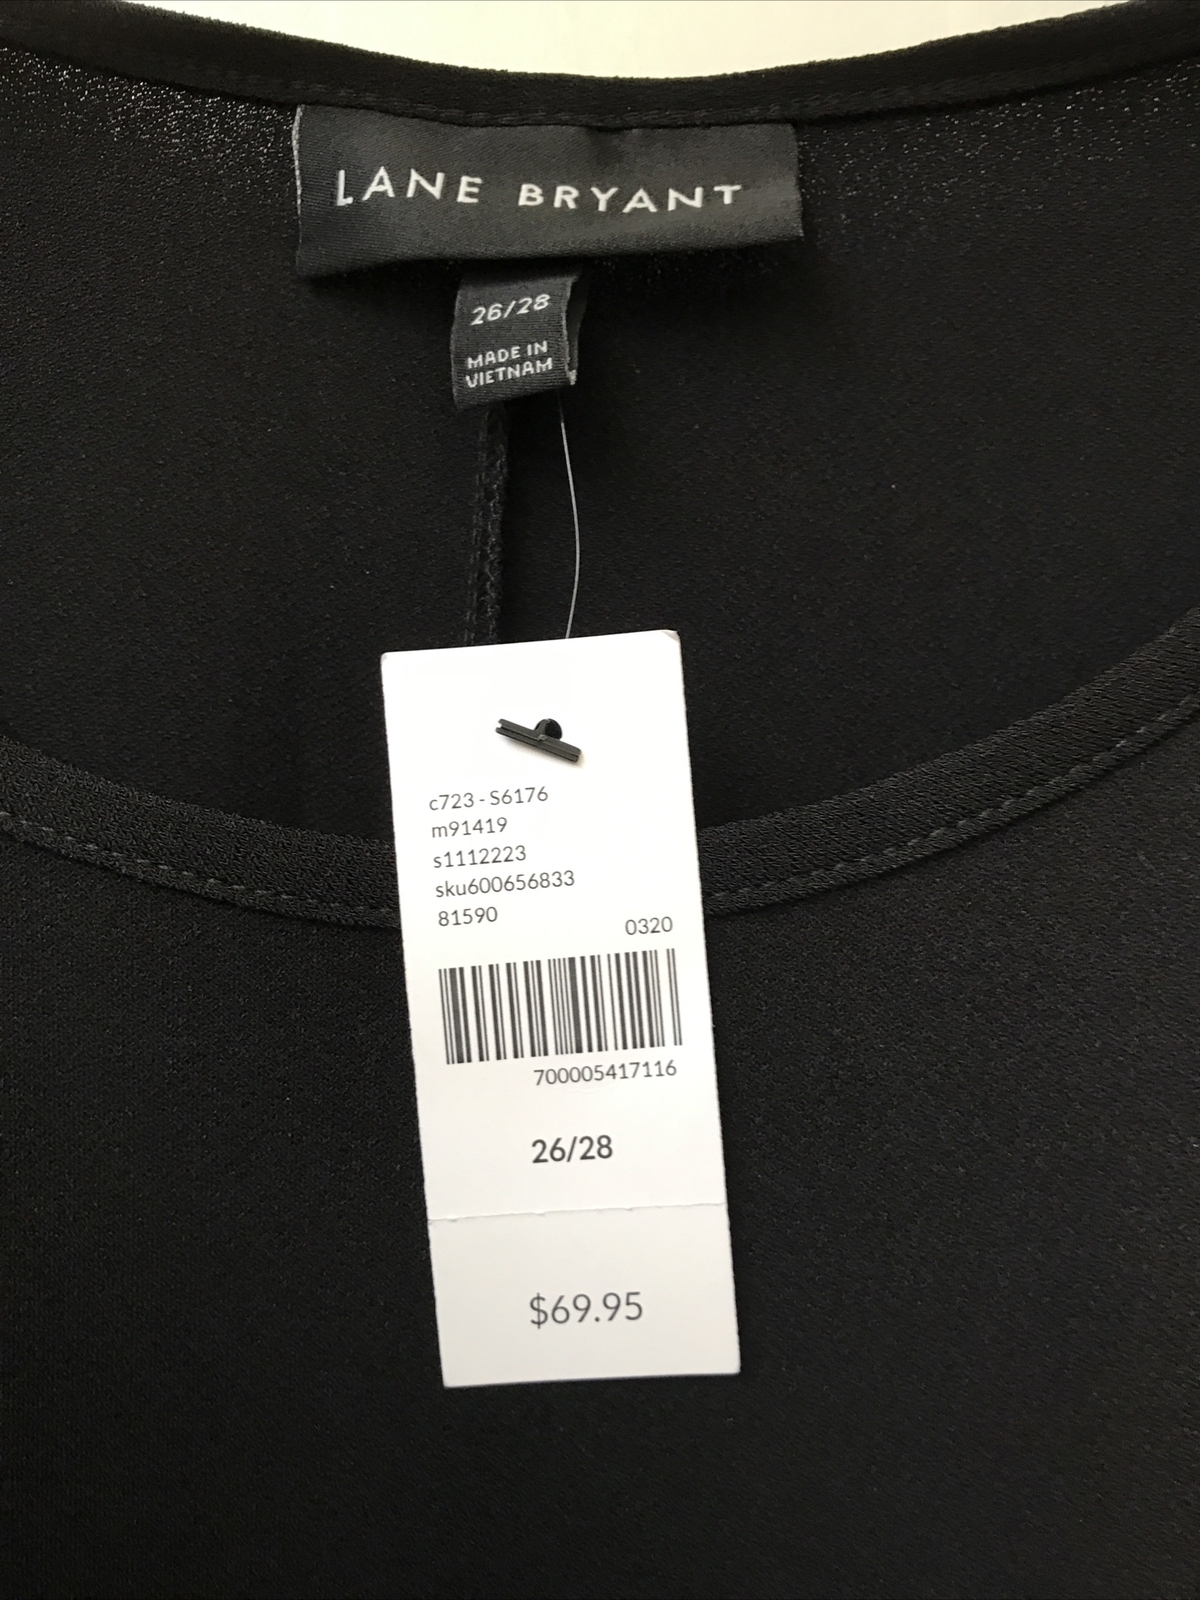 LANE BRYANT
26/28
MADE IN
VIETNAM
c723 - S6176
m91419
s1112223
sku600656833
81590
0320
700005417116
26/28
$69.95